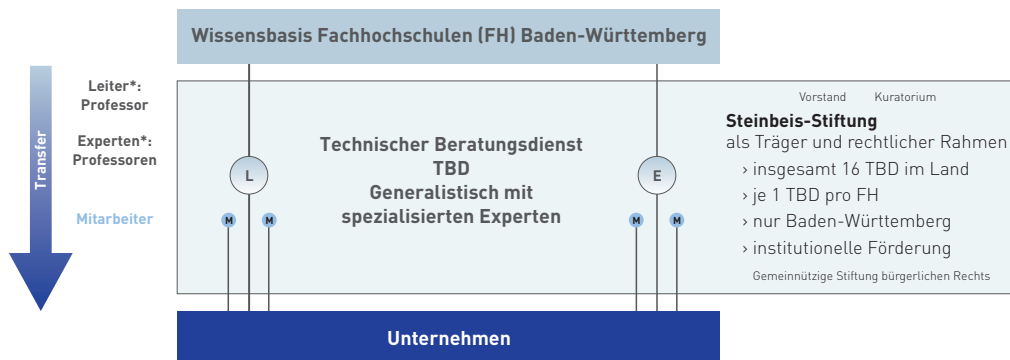 Wissensbasis Fachhochschulen (FH) Baden-Württemberg
Transfer
Leiter*:
Professor
Experten*:
Professoren
Mitarbeiter
L
M
M
Technischer Beratungsdienst
TBD
Generalistisch mit
spezialisierten Experten
E
M
M
Vorstand Kuratorium
Steinbeis-Stiftung
als Träger und rechtlicher Rahmen
› insgesamt 16 TBD im Land
› je 1 TBD pro FH
› nur Baden-Württemberg
› institutionelle Förderung
Gemeinnützige Stiftung bürgerlichen Rechts
Unternehmen